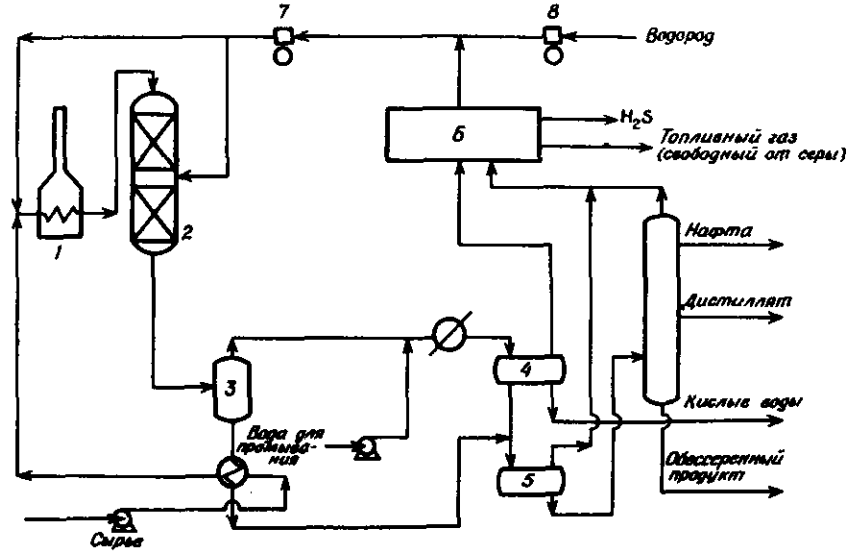 7
8
Водород
6
H₂S
Топливный газ
(свободный от серы)
1
2
Нафта
Дистиллят
3
4
Кислые воды
Вода для
промыва-
ния
Обессеренный
продукт
5
Сырье